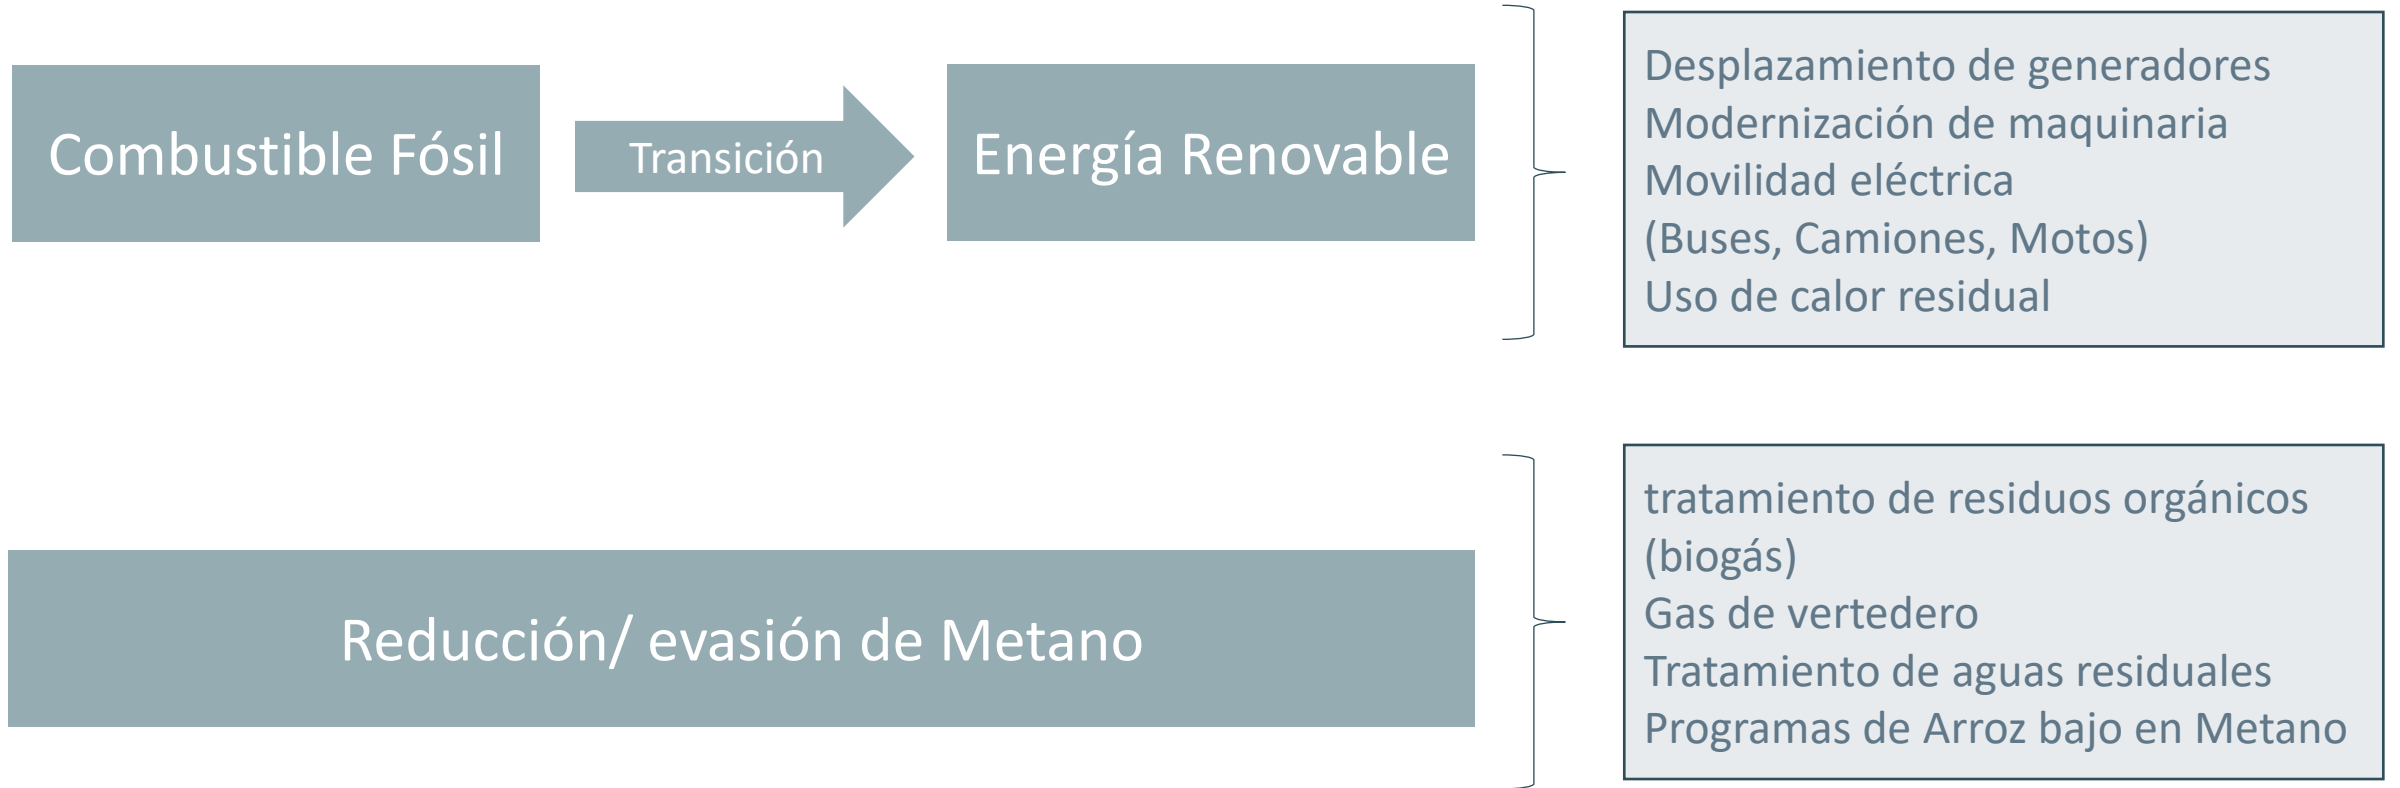 Combustible Fósil
Transición
Energía Renovable
Desplazamiento de generadores
Modernización de maquinaria
Movilidad eléctrica
(Buses, Camiones, Motos)
Uso de calor residual
Reducción/ evasión de Metano
tratamiento de residuos orgánicos
(biogás)
Gas de vertedero
Tratamiento de aguas residuales
Programas de Arroz bajo en Metano